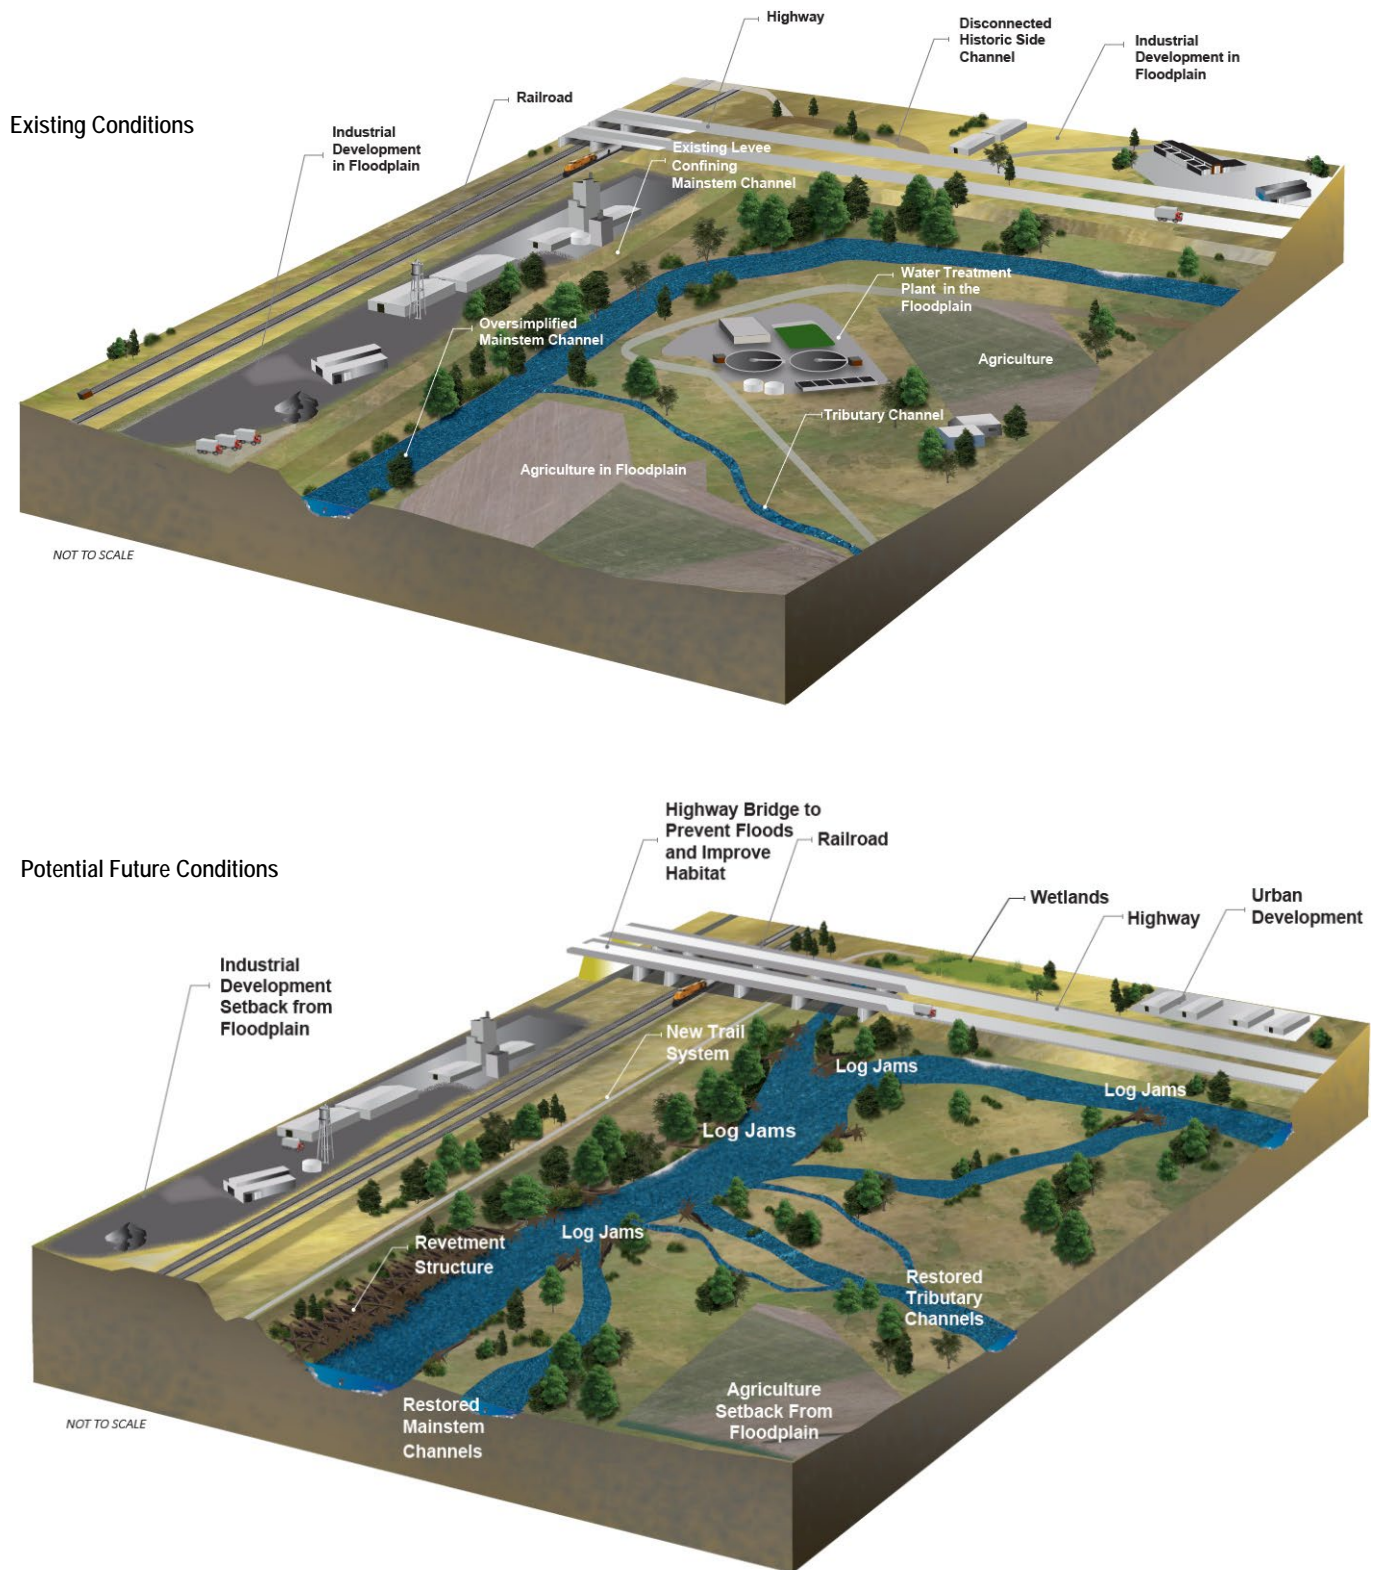 Highway
Disconnected
Historic Side
Channel
Industrial
Development in
Floodplain
Railroad
Existing Conditions
Industrial
Development
in Floodplain
Existing Levee
Confining
Mainstem Channel
Water Treatment
Plant in the
Floodplain
Oversimplified
Mainstem Channel
Agriculture
Tributary Channel
Agriculture in Floodplain
NOT TO SCALE
Highway Bridge to
Prevent Floods
and Improve
Habitat
Railroad
Potential Future Conditions
Wetlands
Highway
Urban
Development
Industrial
Development
Setback from
Floodplain
New Trail
System
Log Jams
Log Jams
Log Jams
Log Jams
Revetment
Structure
Restored
Tributary
Channels
Agriculture
Setback From
Floodplain
Restored
Mainstem
Channels
NOT TO SCALE